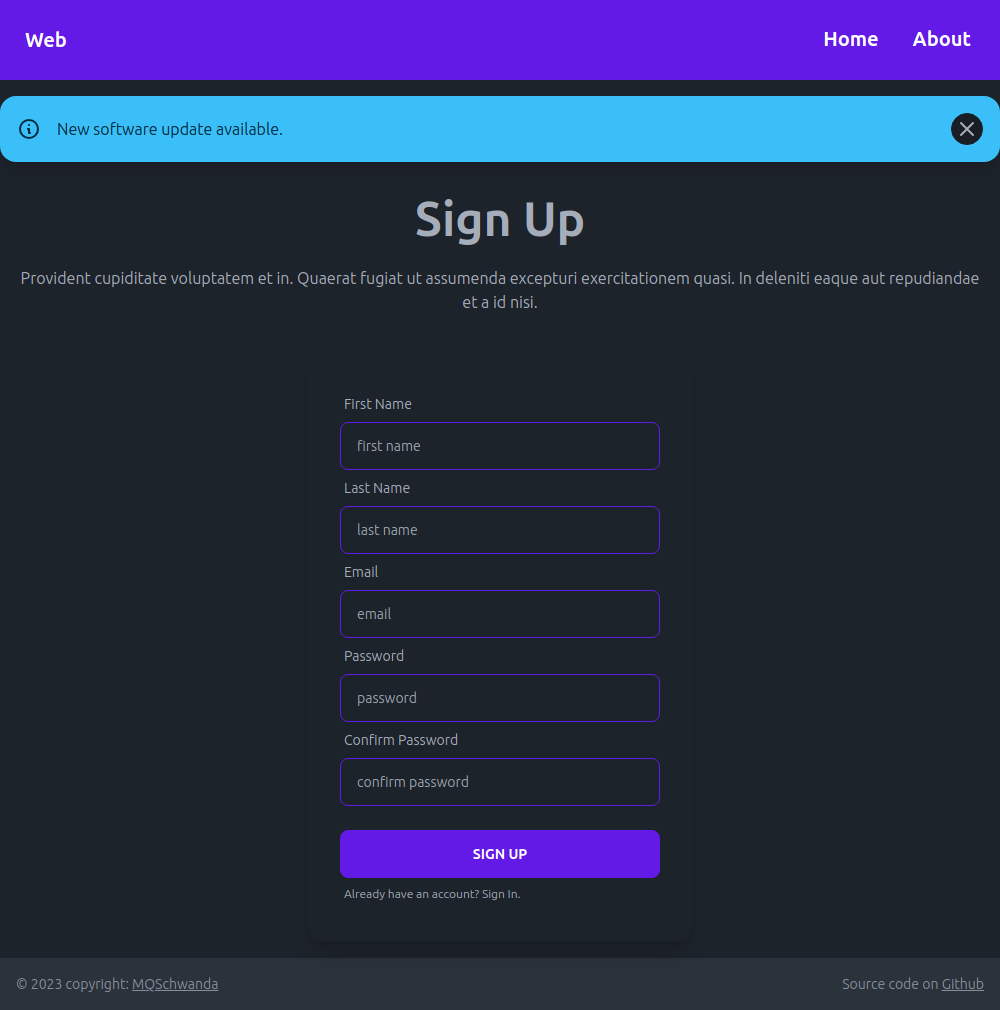 Web
Home
About
New software update available.
Sign Up
Provident cupiditate voluptatem et in. Quaerat fugiat ut assumenda excepturi exercitationem quasi. In deleniti eaque aut repudiandae
et a id nisi.
First Name
first name
Last Name
last name
Email
email
Password
password
Confirm Password
confirm password
SIGN UP
Already have an account? Sign In.
© 2023 copyright: MQSchwanda
Source code on Github